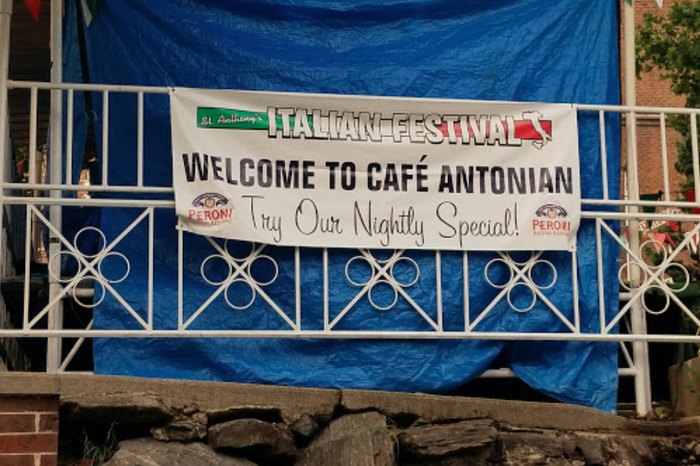 St. Anthony's ITALIAN FESTIVAL
WELCOME TO CAFÉ ANTONIAN
Try Our Nightly Special!
PERONI
PERONI